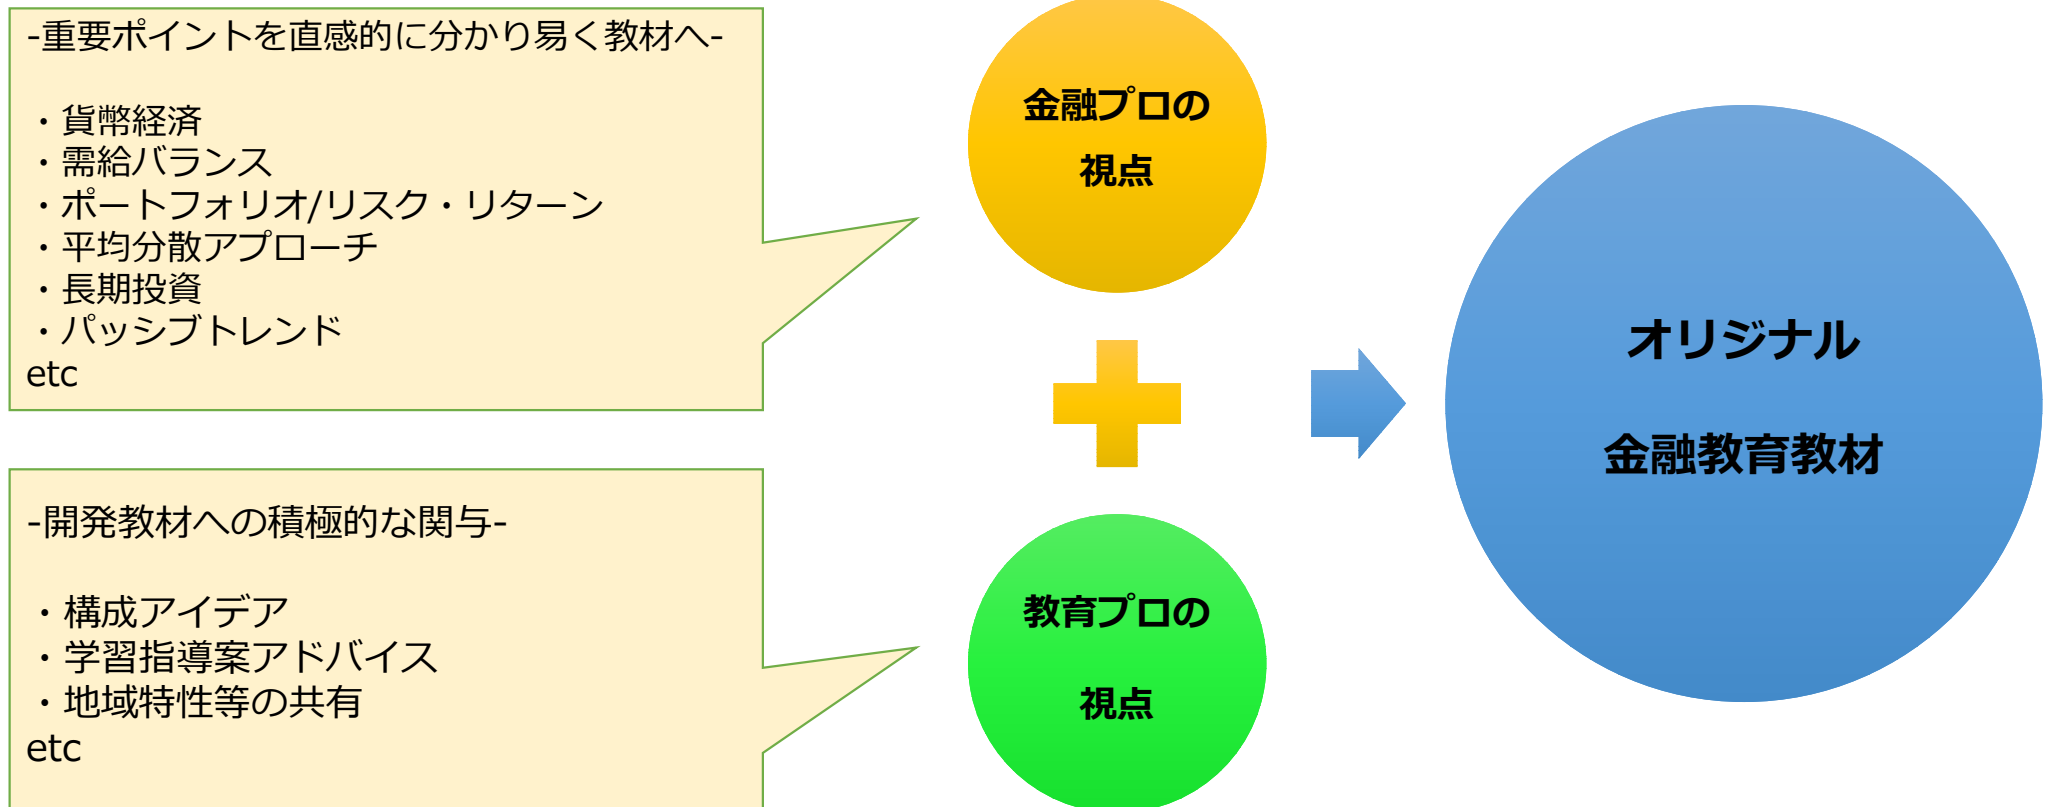 -重要ポイントを直感的に分かり易く教材へ-
・貨幣経済
・需給バランス
・ポートフォリオ/リスク・リターン
・平均分散アプローチ
・長期投資
・パッシブトレンド
etc
金融プロの
視点
-開発教材への積極的な関与-
・構成アイデア
・学習指導案アドバイス
・地域特性等の共有
etc
教育プロの
視点
オリジナル
金融教育教材